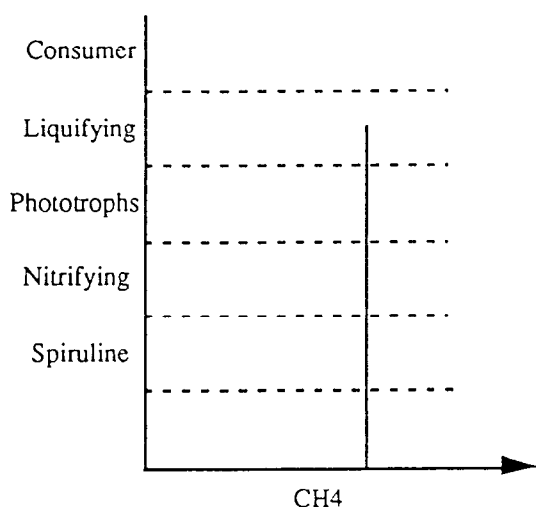 Consumer
Liquifying
Phototrophs
Nitrifying
Spiruline
CH4